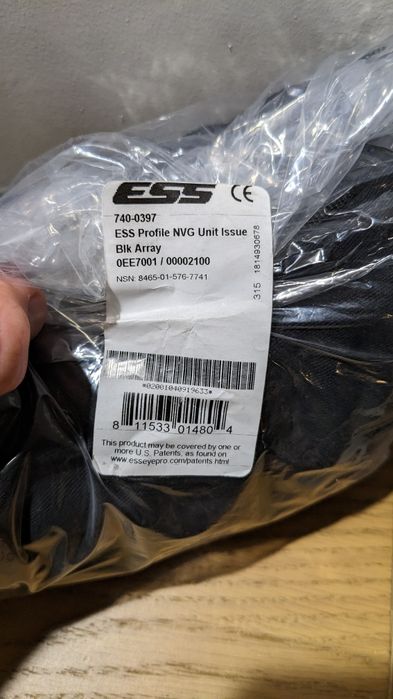 ESS CE
740-0397
ESS Profile NVG Unit Issue
Blk Array
0EE7001 / 00002100
NSN: 8465-01-576-7741
315 1814930678
*02001040919633*
8 11533 01480 4
This product may be covered by one or
more U.S. Patents, as found on
www.esseyepro.com/patents.html